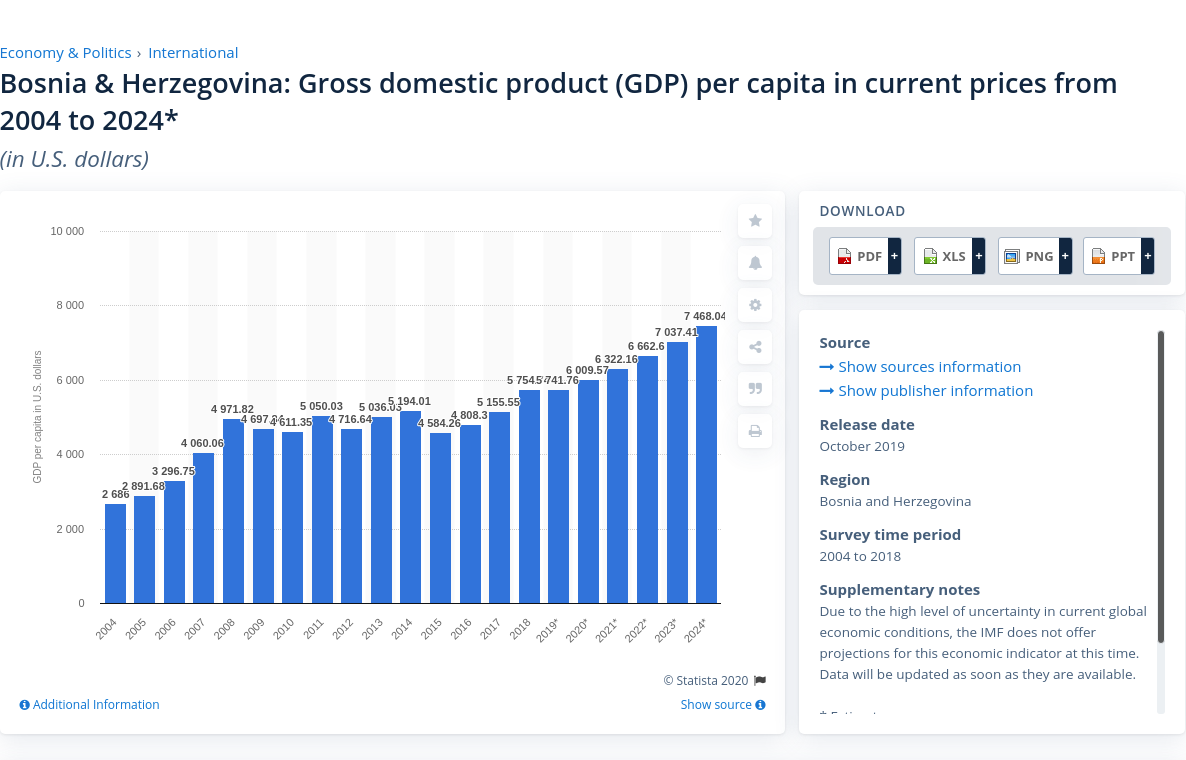 Economy & Politics › International
Bosnia & Herzegovina: Gross domestic product (GDP) per capita in current prices from
2004 to 2024*
(in U.S. dollars)
GDP per capita in U.S. dollars
10 000
8 000
6 000
4 000
2 000
0
2 686
2 891.68
3 296.75
4 060.06
4 971.82
4 697
4 611.35
5 050.03
4 716.64
5 036.03
5 194.01
4 584.26
4 808.3
5 155.55
5 754.
5 741.76
6 009.57
6 322.16
6 662.6
7 037.41
7 468.04
2004
2005
2006
2007
2008
2009
2010
2011
2012
2013
2014
2015
2016
2017
2018
2019*
2020*
2021*
2022*
2023*
2024*
© Statista 2020
Additional Information
Show source
DOWNLOAD
PDF +
XLS +
PNG +
PPT +
Source
Show sources information
Show publisher information
Release date
October 2019
Region
Bosnia and Herzegovina
Survey time period
2004 to 2018
Supplementary notes
Due to the high level of uncertainty in current global
economic conditions, the IMF does not offer
projections for this economic indicator at this time.
Data will be updated as soon as they are available.